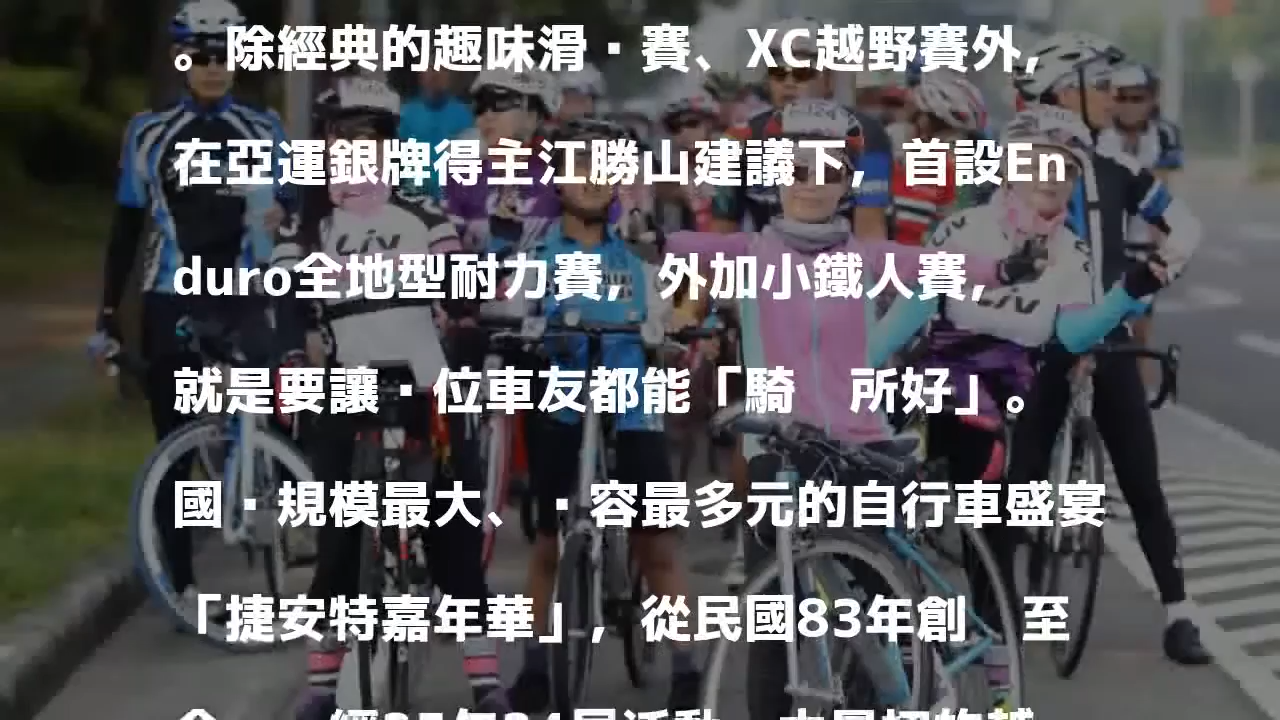 。除經典的趣味滑▪賽、XC越野賽外，
在亞運銀牌得主江勝山建議下，首設En
duro全地型耐力賽，外加小鐵人賽，
就是要讓▪位車友都能「騎　所好」。
國▪規模最大、▪容最多元的自行車盛宴
「捷安特嘉年華」，從民國83年創　至
Liv
Liv
Liv